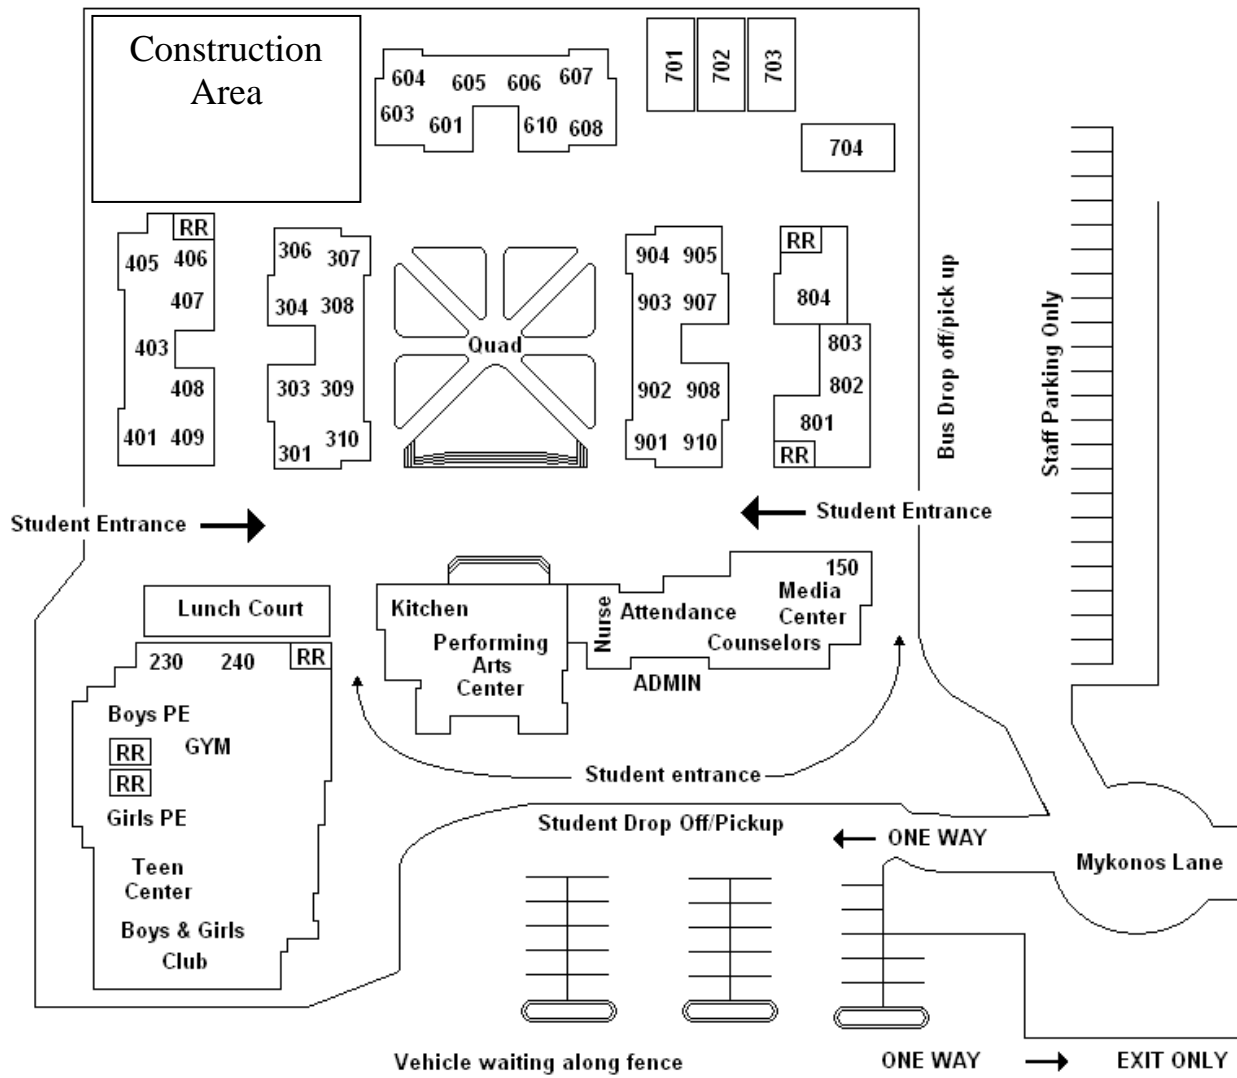 Construction
Area
604
605
606
607
603
601
610
608
701
702
703
704
RR
405
406
407
403
408
401
409
306
307
304
308
303
309
301
310
Quad
904
905
903
907
902
908
901
910
RR
804
803
802
801
RR
Bus Drop off/pick up
Staff Parking Only
Student Entrance
Student Entrance
Lunch Court
230
240
RR
Boys PE
RR
GYM
RR
Girls PE
Teen
Center
Boys & Girls
Club
Kitchen
Performing
Arts
Center
Nurse
Attendance
150
Media
Center
Counselors
ADMIN
Student entrance
Student Drop Off/Pickup
ONE WAY
Mykonos Lane
Vehicle waiting along fence
ONE WAY
EXIT ONLY